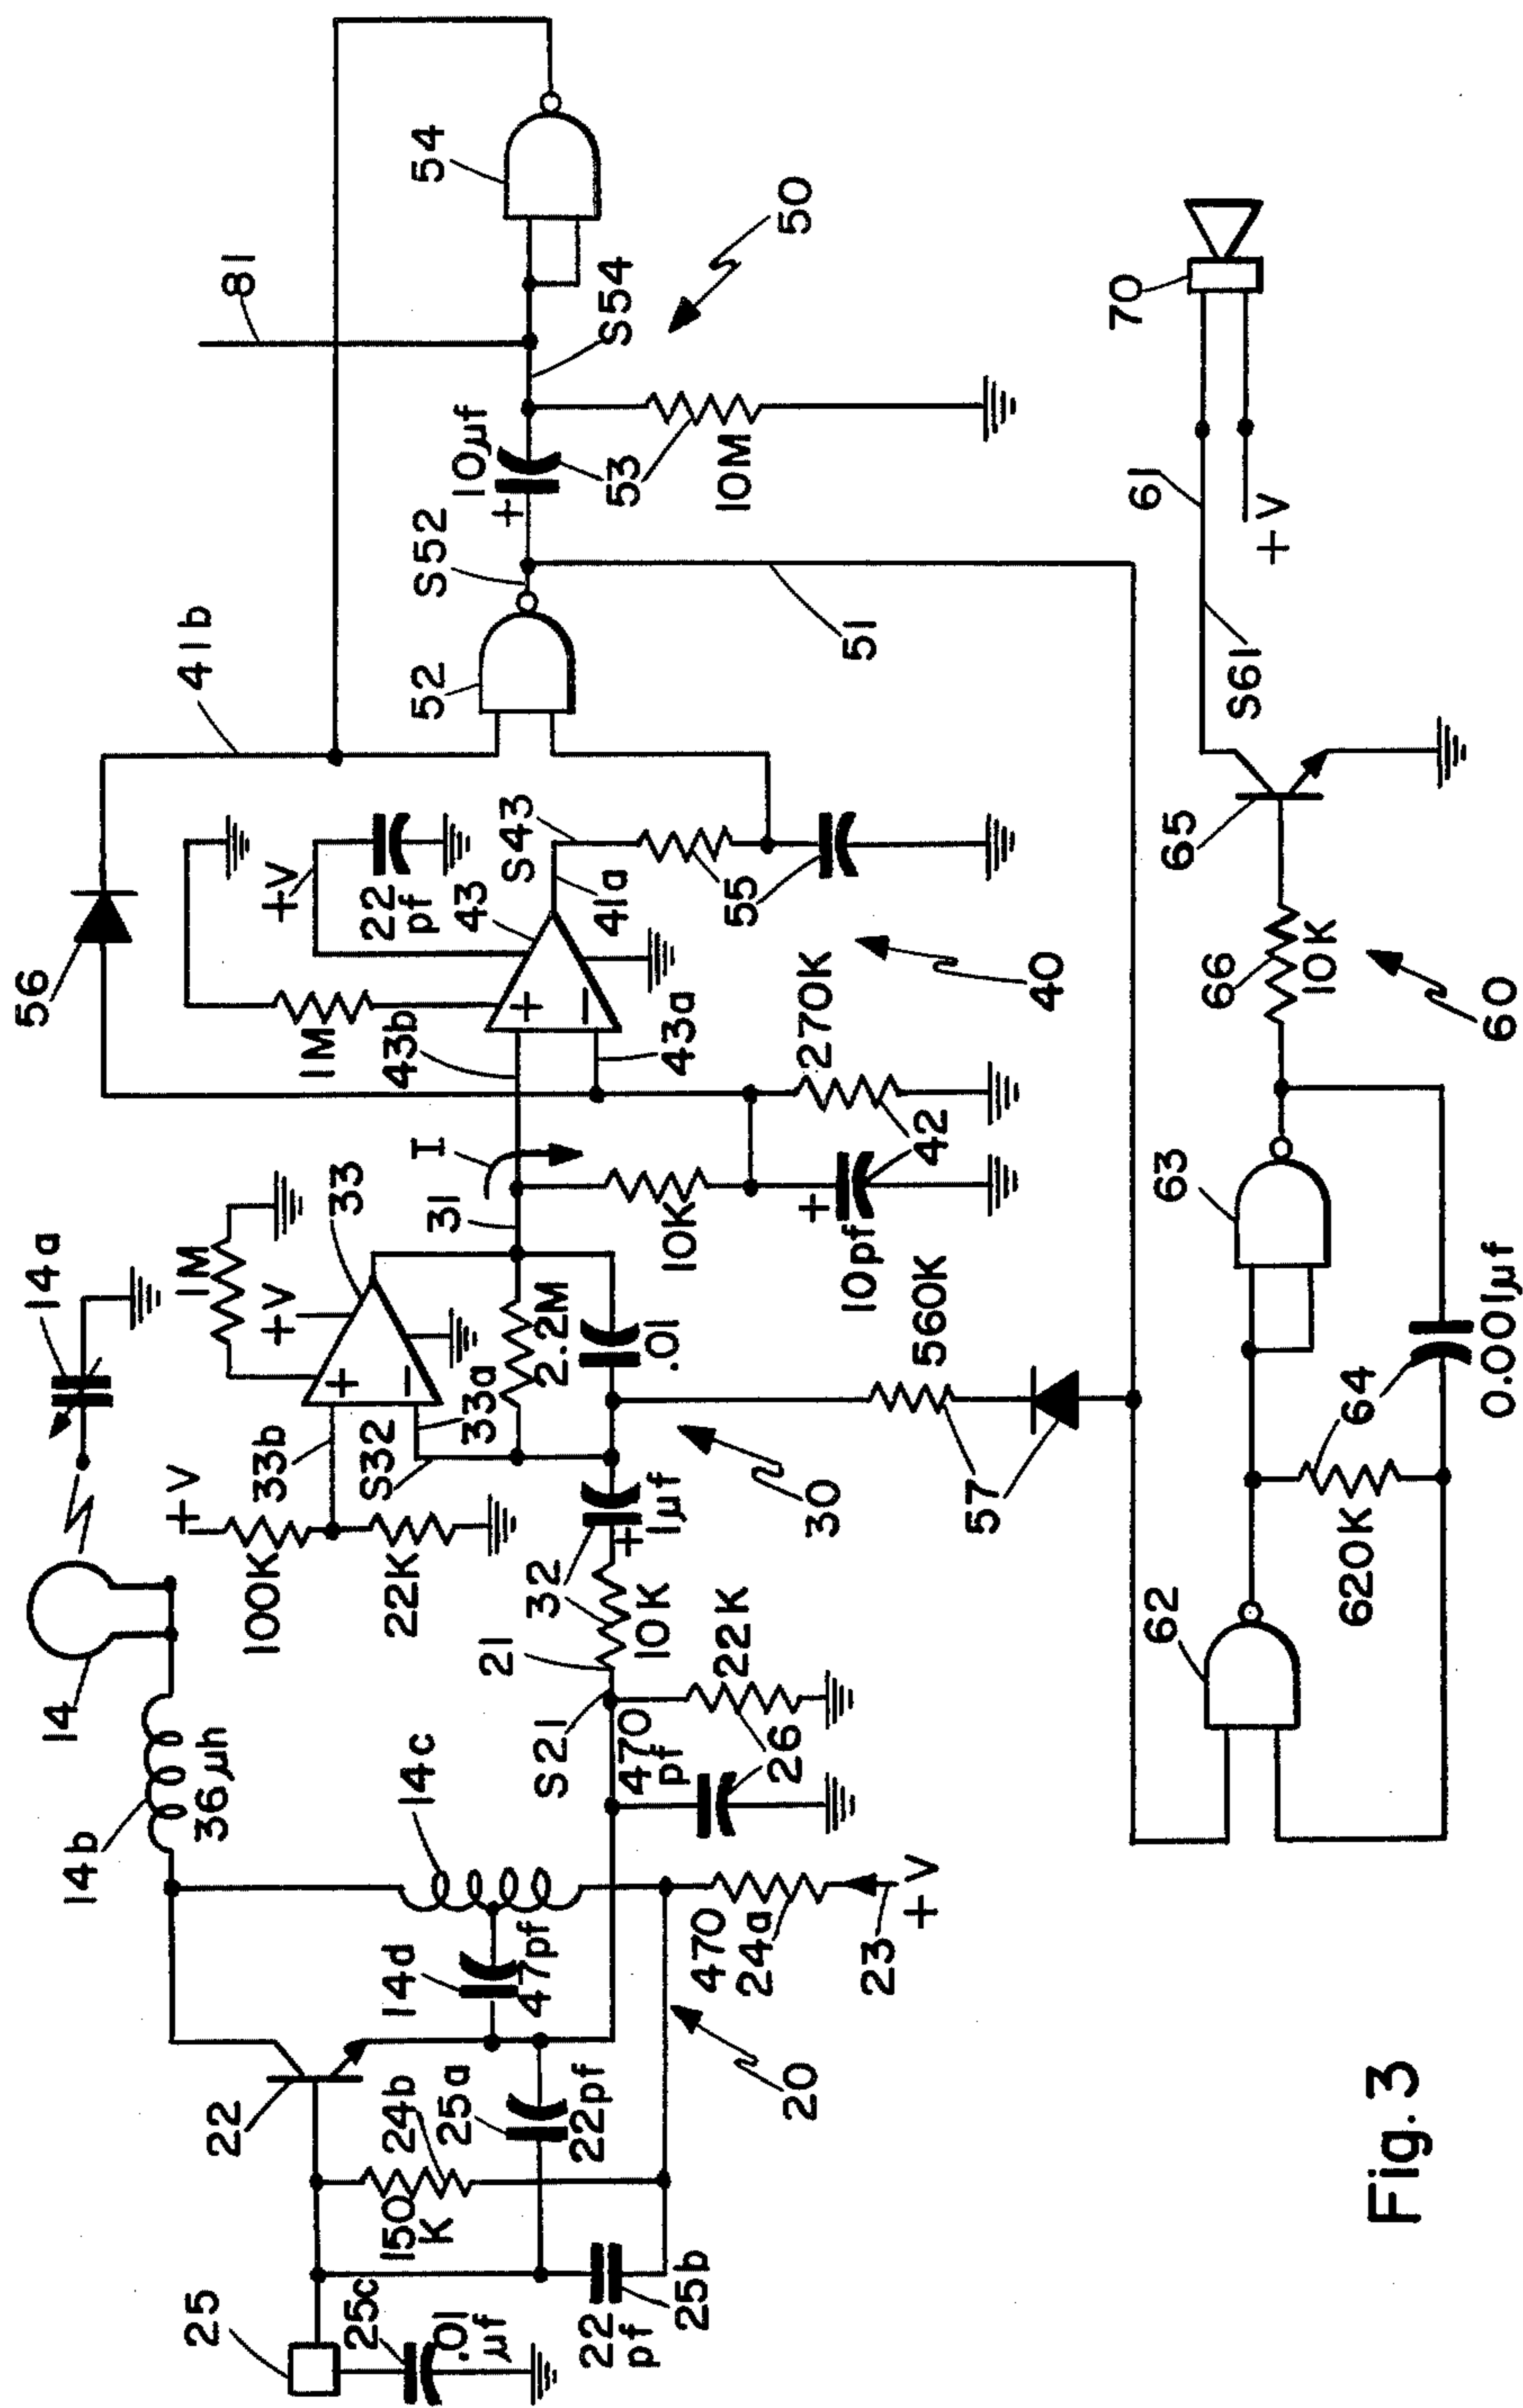 25
25c
.01
μf
22
pf
25b
22
150
K
24b
25a
22pf
20
14d
47pf
470
24a
23
+V
14b
36μh
14c
14
S21
21
470
pf
26
22K
32
10K
+
1μf
100K
22K
+V
33b
S32
33a
+
−
14a
1M
+V
33
2.2M
.01
30
57
560K
31
I
10K
+
10pf
42
270K
43b
43a
1M
+
−
56
+V
22
pf
43
S43
41a
55
40
41b
52
S52
51
+
10μf
53
10M
S54
81
50
54
62
620K
64
0.001μf
63
66
10K
60
65
S61
61
+V
70
Fig. 3